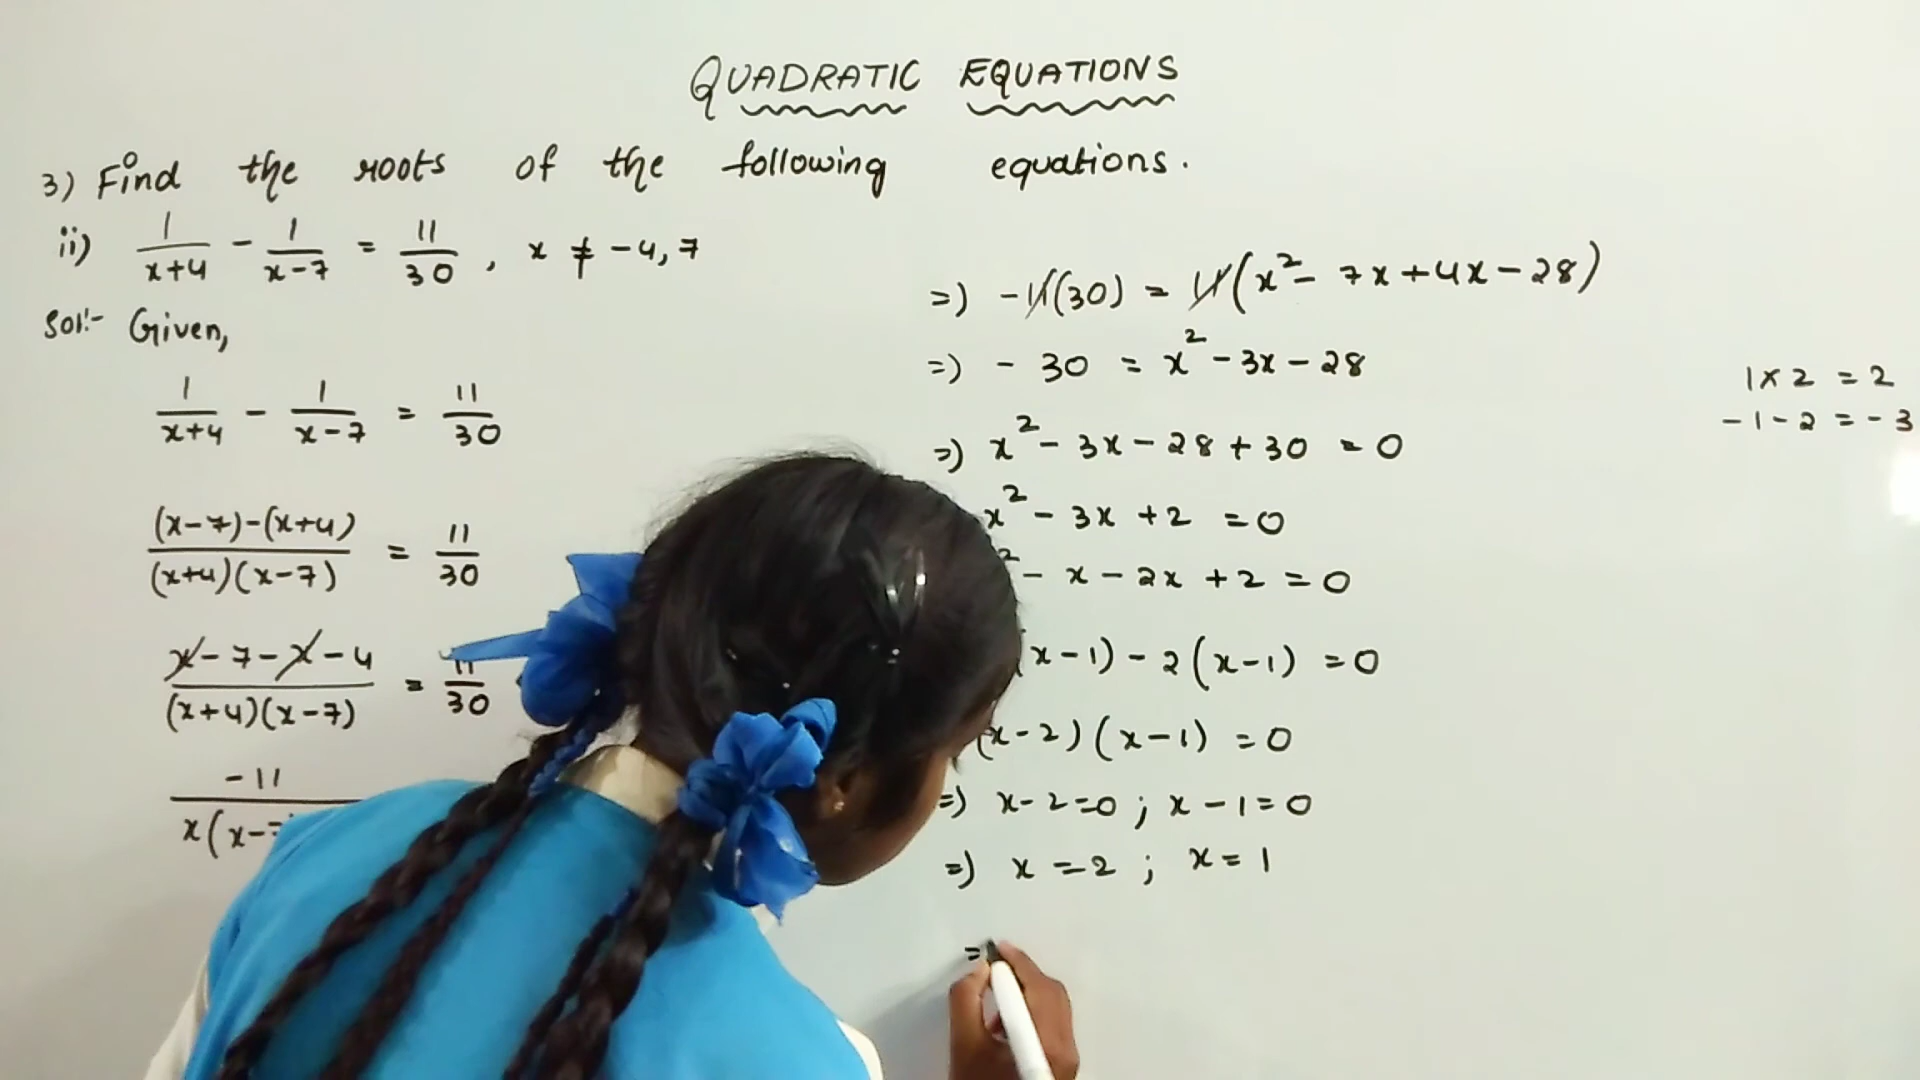 QUADRATIC EQUATIONS
3) Find the roots of the following equations.
ii) 1/(x+4) - 1/(x-7) = 11/30 , x ≠ -4, 7
Sol:- Given,
1/(x+4) - 1/(x-7) = 11/30
(x-7)-(x+4)/(x+4)(x-7) = 11/30
x-7-x-4/(x+4)(x-7) = 11/30
-11/x(x-7
=) -11(30) = 11(x²- 7x+4x-28)
=) - 30 = x²-3x-28
=) x²- 3x-28+30 = 0
x²- 3x +2 =0
² - x - 2x +2 =0
(x-1) - 2(x-1) =0
(x-2)(x-1) =0
=) x-2=0 ; x-1=0
=) x =2 ; x= 1
=
1x2 =2
-1-2 = -3